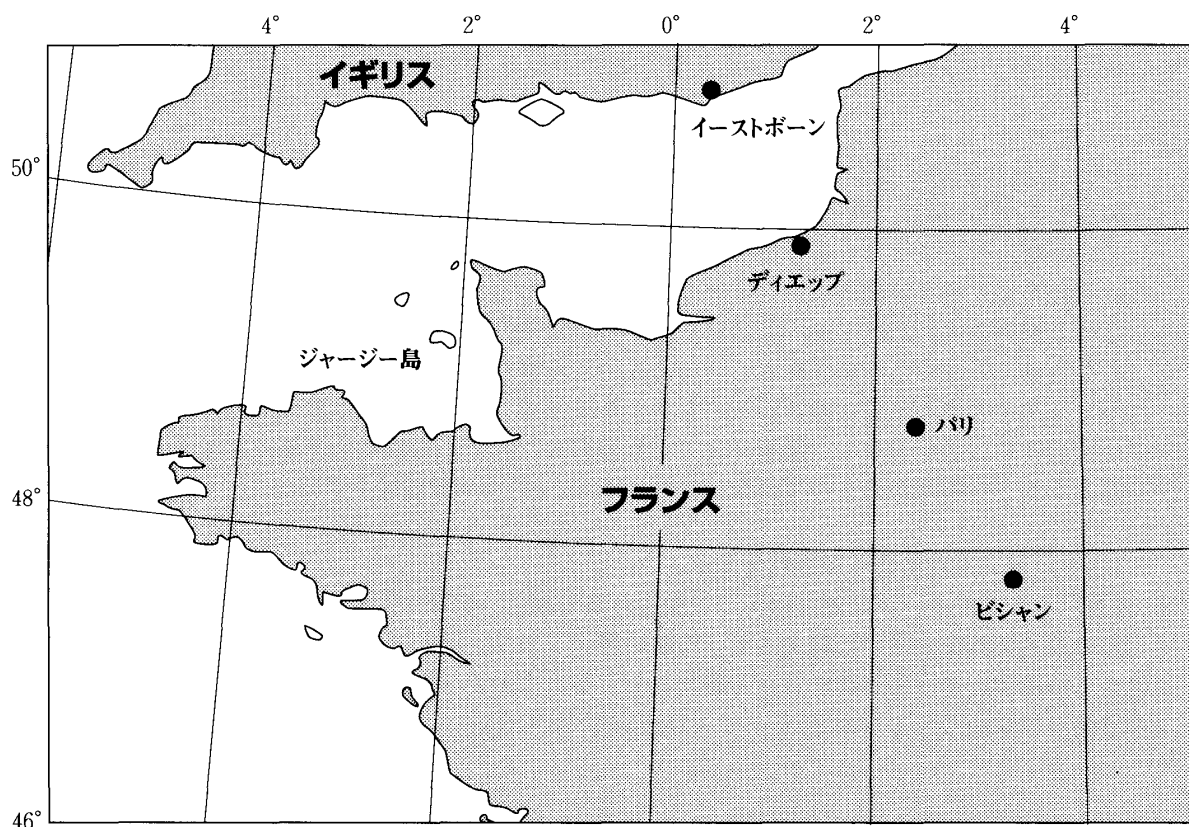 4° 2° 0° 2° 4°
イギリス
イーストボーン
50°
ディエップ
ジャージー島
パリ
48°
フランス
ビシャン
46°